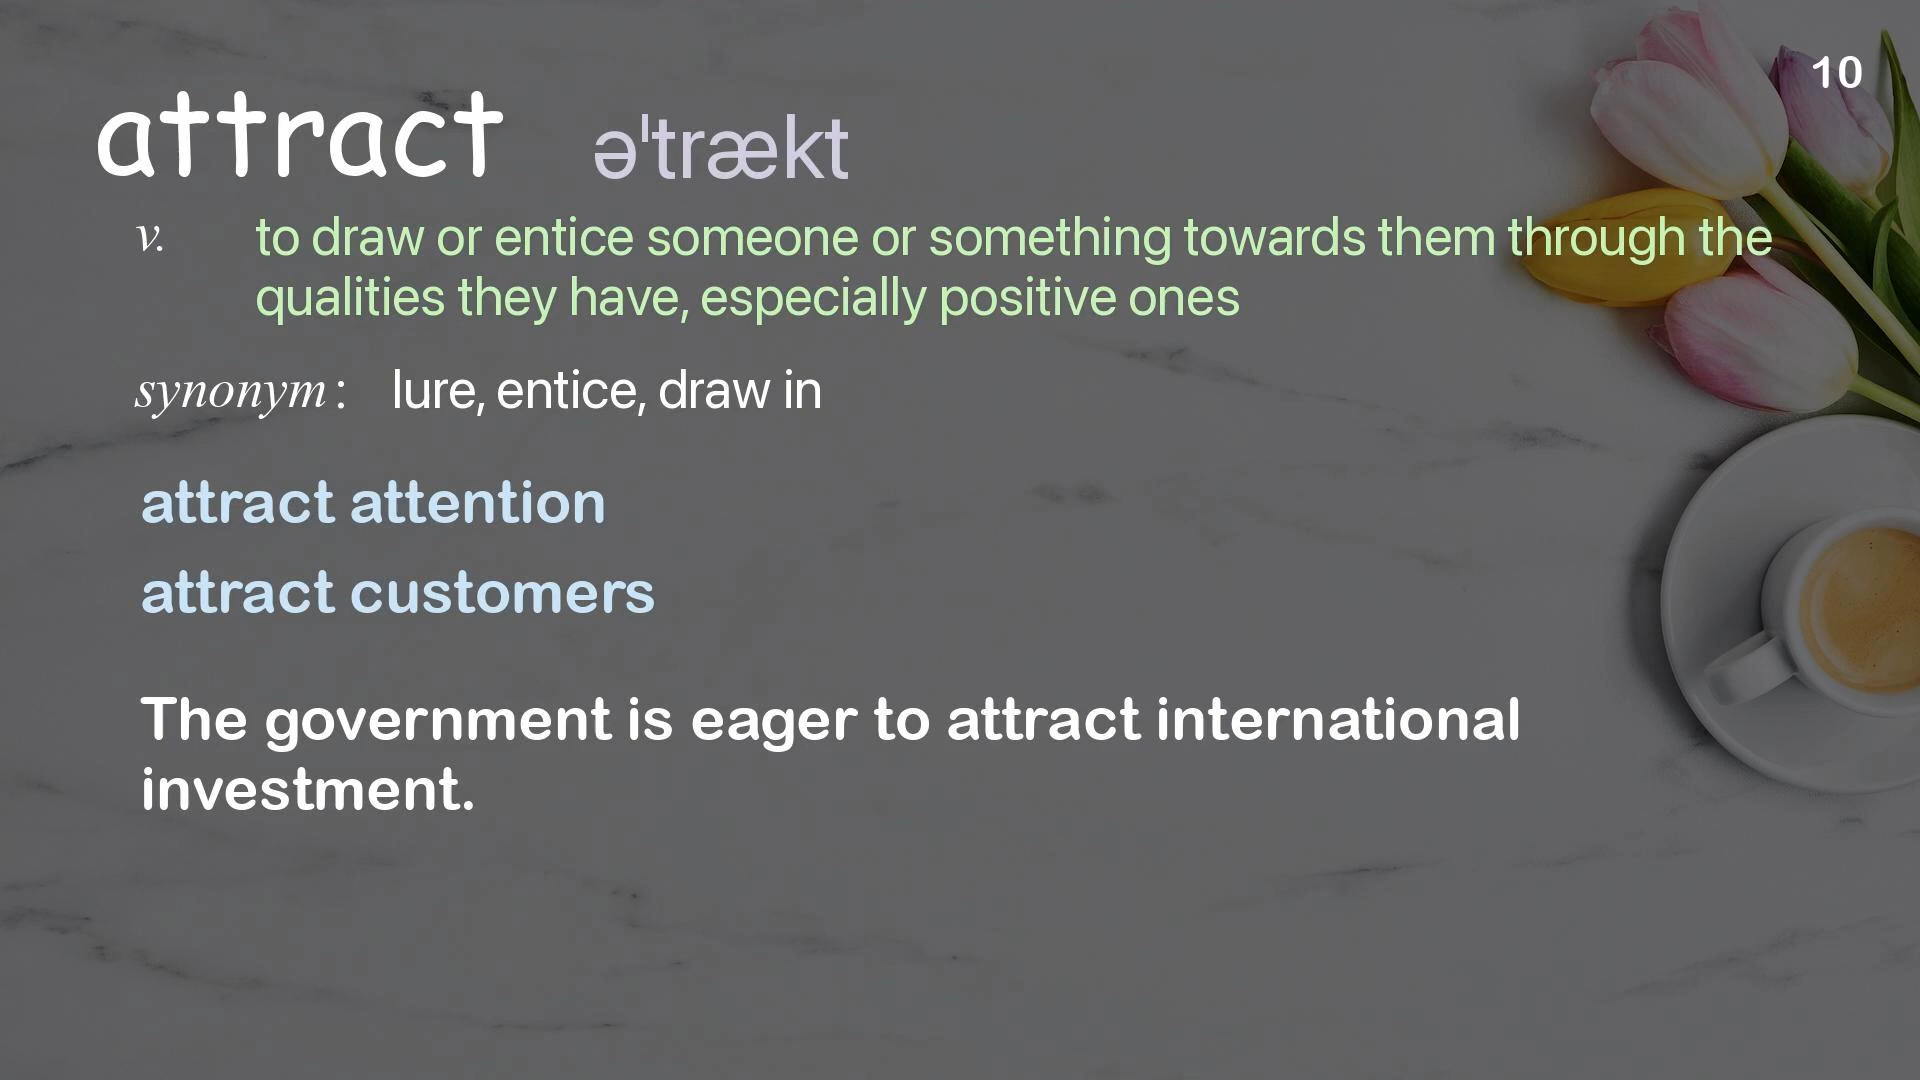 10
attract əˈtrækt
v. to draw or entice someone or something towards them through the
qualities they have, especially positive ones
synonym: lure, entice, draw in
attract attention
attract customers
The government is eager to attract international
investment.